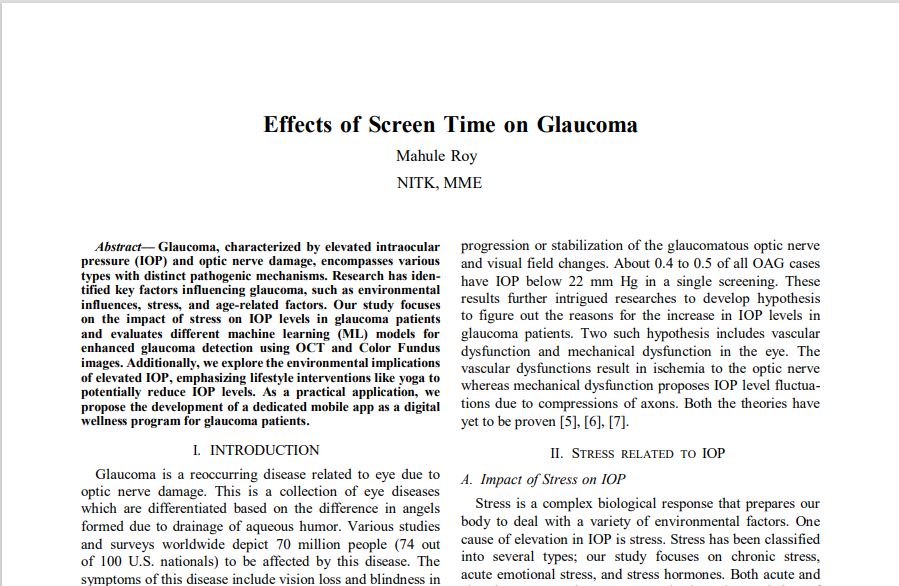 Effects of Screen Time on Glaucoma
Mahule Roy
NITK, MME
Abstract— Glaucoma, characterized by elevated intraocular
pressure (IOP) and optic nerve damage, encompasses various
types with distinct pathogenic mechanisms. Research has iden-
tified key factors influencing glaucoma, such as environmental
influences, stress, and age-related factors. Our study focuses
on the impact of stress on IOP levels in glaucoma patients
and evaluates different machine learning (ML) models for
enhanced glaucoma detection using OCT and Color Fundus
images. Additionally, we explore the environmental implications
of elevated IOP, emphasizing lifestyle interventions like yoga to
potentially reduce IOP levels. As a practical application, we
propose the development of a dedicated mobile app as a digital
wellness program for glaucoma patients.
I. INTRODUCTION
Glaucoma is a reoccurring disease related to eye due to
optic nerve damage. This is a collection of eye diseases
which are differentiated based on the difference in angels
formed due to drainage of aqueous humor. Various studies
and surveys worldwide depict 70 million people (74 out
of 100 U.S. nationals) to be affected by this disease. The
symptoms of this disease include vision loss and blindness in
progression or stabilization of the glaucomatous optic nerve
and visual field changes. About 0.4 to 0.5 of all OAG cases
have IOP below 22 mm Hg in a single screening. These
results further intrigued researches to develop hypothesis
to figure out the reasons for the increase in IOP levels in
glaucoma patients. Two such hypothesis includes vascular
dysfunction and mechanical dysfunction in the eye. The
vascular dysfunctions result in ischemia to the optic nerve
whereas mechanical dysfunction proposes IOP level fluctua-
tions due to compressions of axons. Both the theories have
yet to be proven [5], [6], [7].
II. STRESS RELATED TO IOP
A. Impact of Stress on IOP
Stress is a complex biological response that prepares our
body to deal with a variety of environmental factors. One
cause of elevation in IOP is stress. Stress has been classified
into several types; our study focuses on chronic stress,
acute emotional stress, and stress hormones. Both acute and